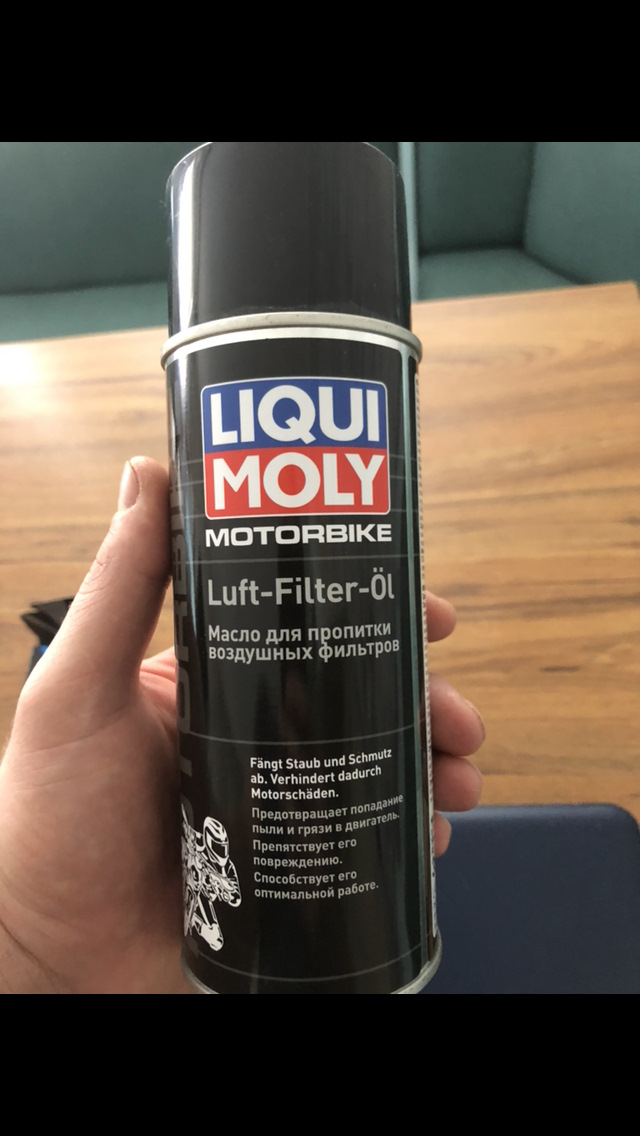 LIQUI
MOLY
MOTORBIKE
Luft-Filter-Öl
Масло для пропитки
воздушных фильтров
Fängt Staub und Schmutz
ab. Verhindert dadurch
Motorschäden.
Предотвращает попадание
пыли и грязи в двигатель.
Препятствует его
повреждению.
Способствует его
оптимальной работе.